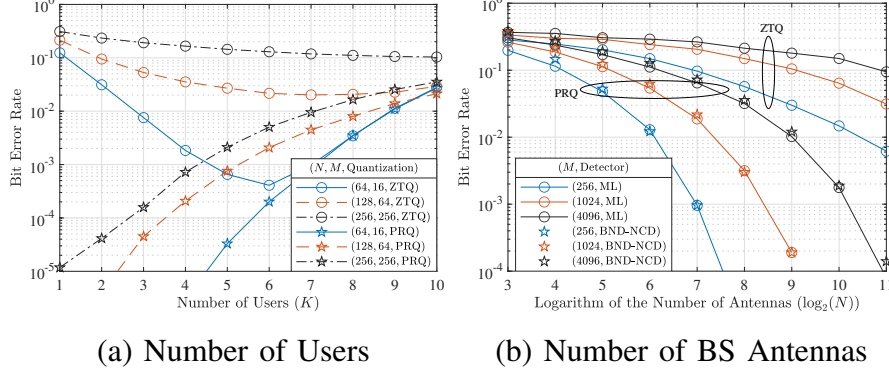 10^0
10^-1
10^-2
10^-3
10^-4
10^-5
Bit Error Rate
(N, M, Quantization)
(64, 16, ZTQ)
(128, 64, ZTQ)
(256, 256, ZTQ)
(64, 16, PRQ)
(128, 64, PRQ)
(256, 256, PRQ)
1 2 3 4 5 6 7 8 9 10
Number of Users (K)
(a) Number of Users
10^0
10^-1
10^-2
10^-3
10^-4
Bit Error Rate
ZTQ
PRQ
(M, Detector)
(256, ML)
(1024, ML)
(4096, ML)
(256, BND-NCD)
(1024, BND-NCD)
(4096, BND-NCD)
3 4 5 6 7 8 9 10 11
Logarithm of the Number of Antennas (log₂(N))
(b) Number of BS Antennas